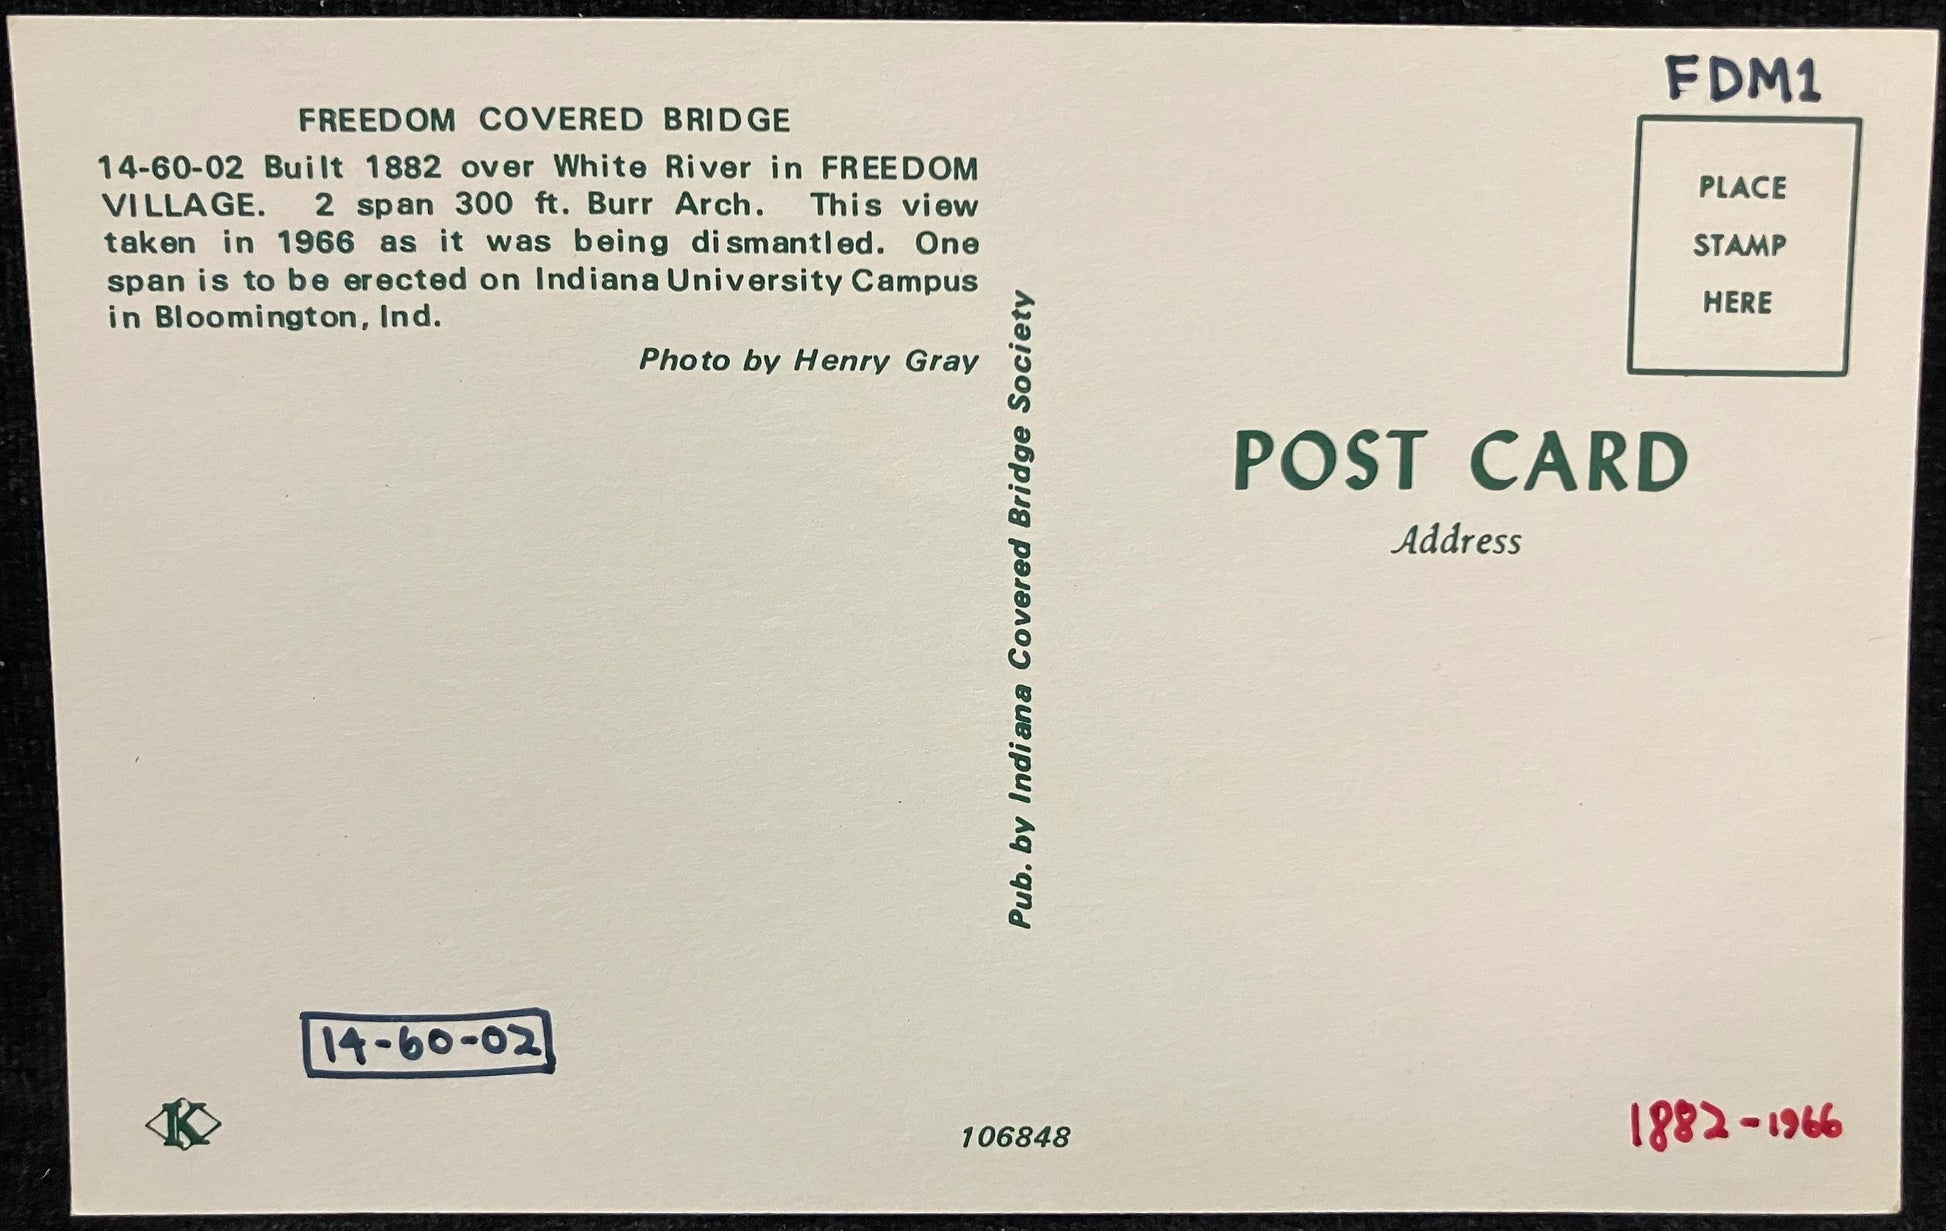 FDM1
FREEDOM COVERED BRIDGE
14-60-02 Built 1882 over White River in FREEDOM
VILLAGE. 2 span 300 ft. Burr Arch. This view
taken in 1966 as it was being dismantled. One
span is to be erected on Indiana University Campus
in Bloomington, Ind.
Photo by Henry Gray
Pub. by Indiana Covered Bridge Society
PLACE
STAMP
HERE
POST CARD
Address
14-60-02
K
106848
1882-1966